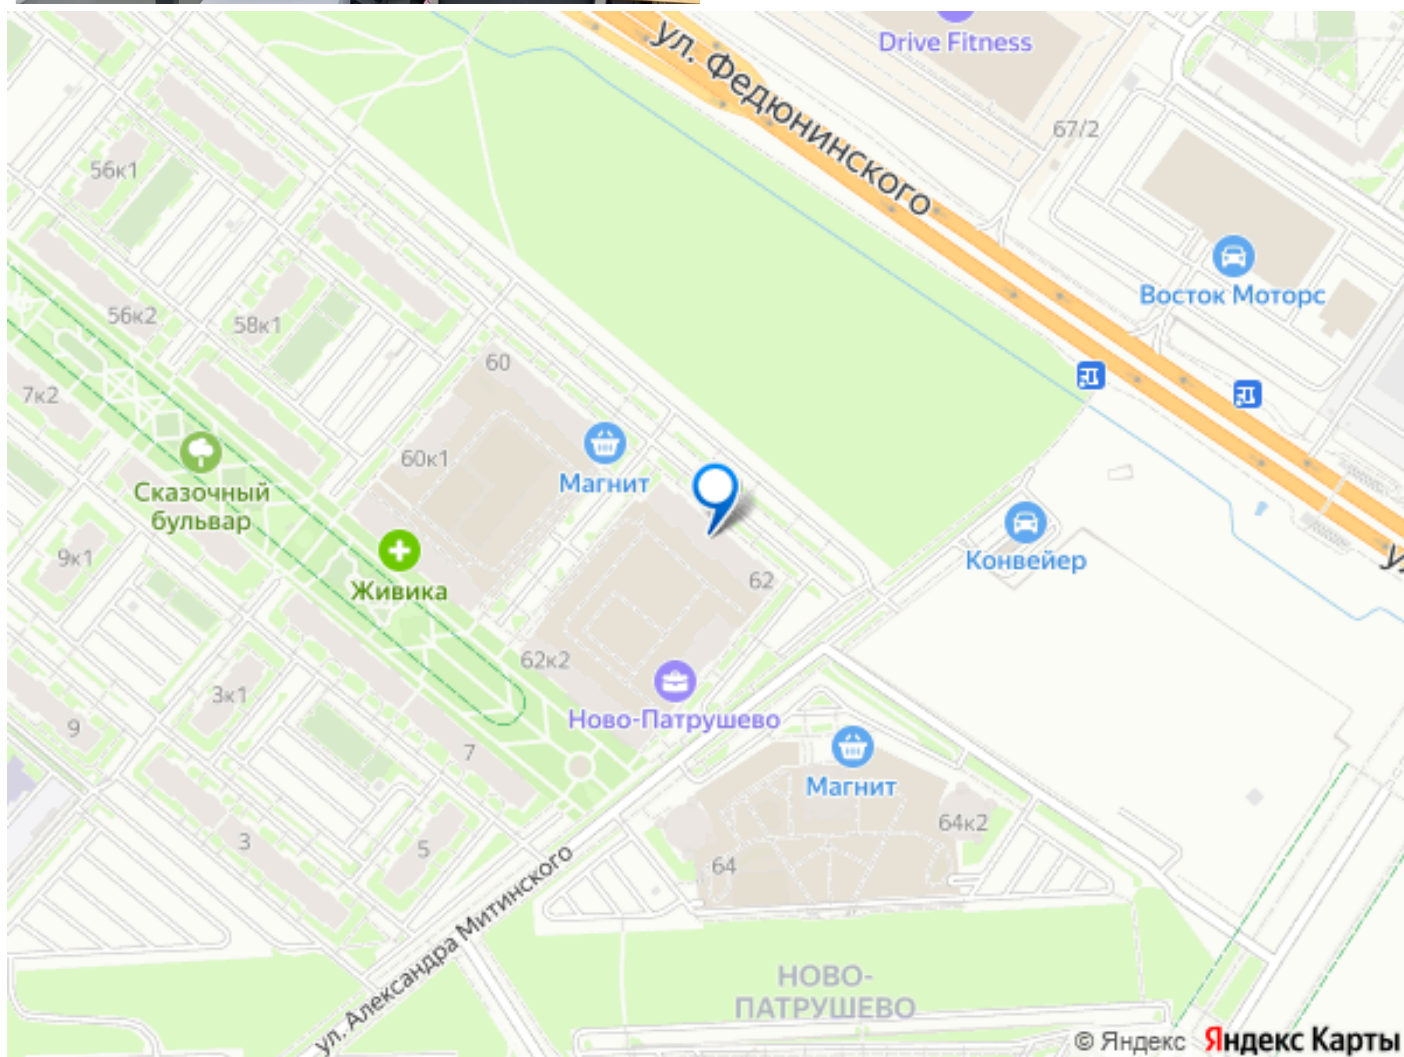 Drive Fitness
ул. Федюнинского
67/2
56к1
Восток Моторс
56к2
58к1
60
7к2
60к1
Магнит
Сказочный
бульвар
9к1
Живика
Конвейер
62
62к2
3к1
Ново-Патрушево
9
7
Магнит
3
5
64
64к2
ул. Александра Митинского
НОВО-
ПАТРУШЕВО
© Яндекс Яндекс Карты